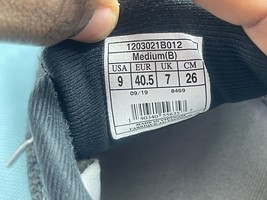 1203021B012
Medium(B)
USA EUR UK CM
9 40.5 7 26
09/19 8469